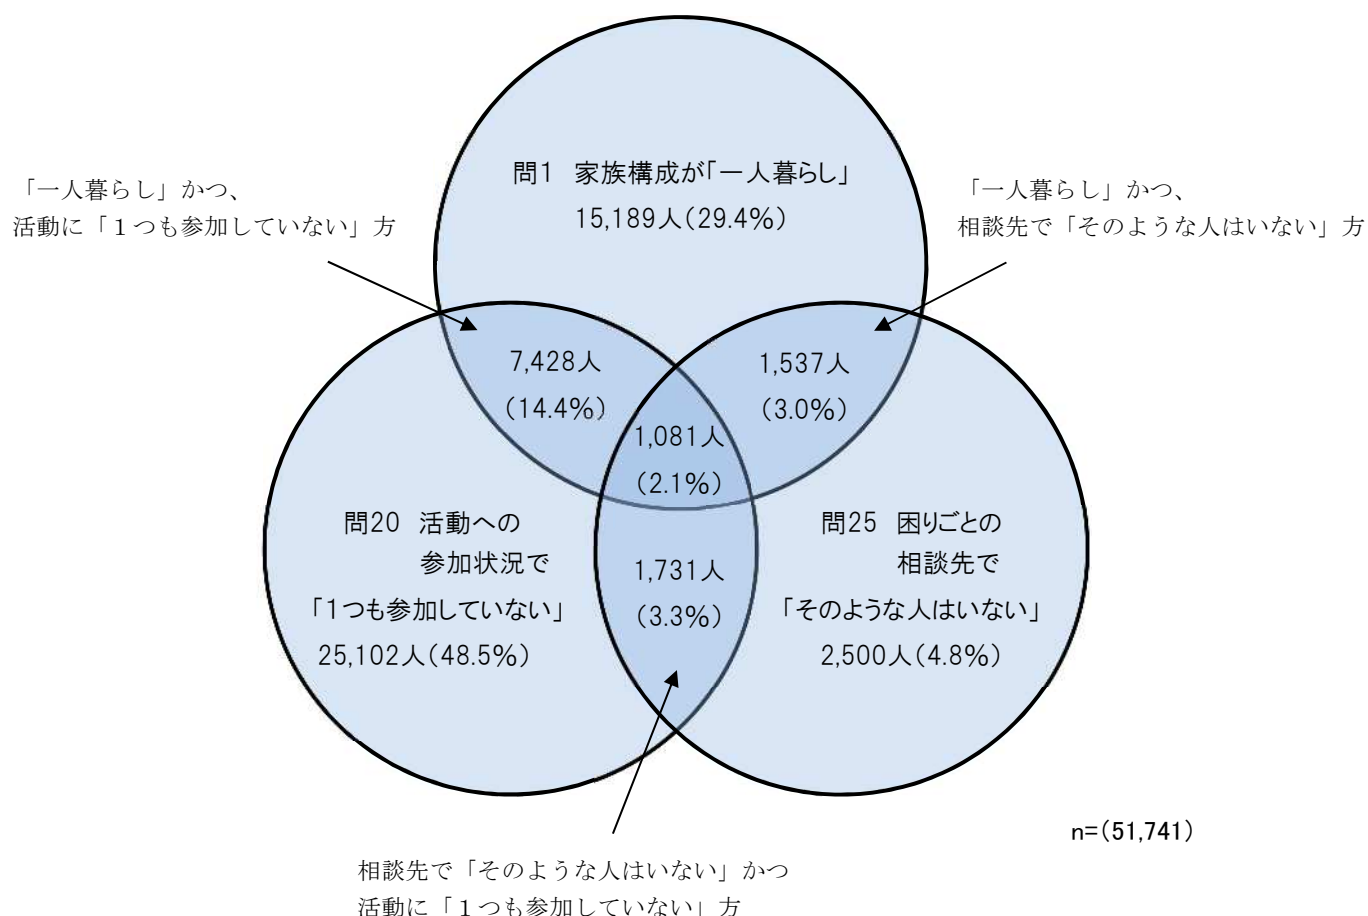 問1 家族構成が「一人暮らし」
15,189人(29.4%)
「一人暮らし」かつ、
活動に「１つも参加していない」方
「一人暮らし」かつ、
相談先で「そのような人はいない」方
7,428人
(14.4%)
1,537人
(3.0%)
1,081人
(2.1%)
問20 活動への
参加状況で
「1つも参加していない」
25,102人(48.5%)
1,731人
(3.3%)
問25 困りごとの
相談先で
「そのような人はいない」
2,500人(4.8%)
n=(51,741)
相談先で「そのような人はいない」かつ
活動に「１つも参加していない」方